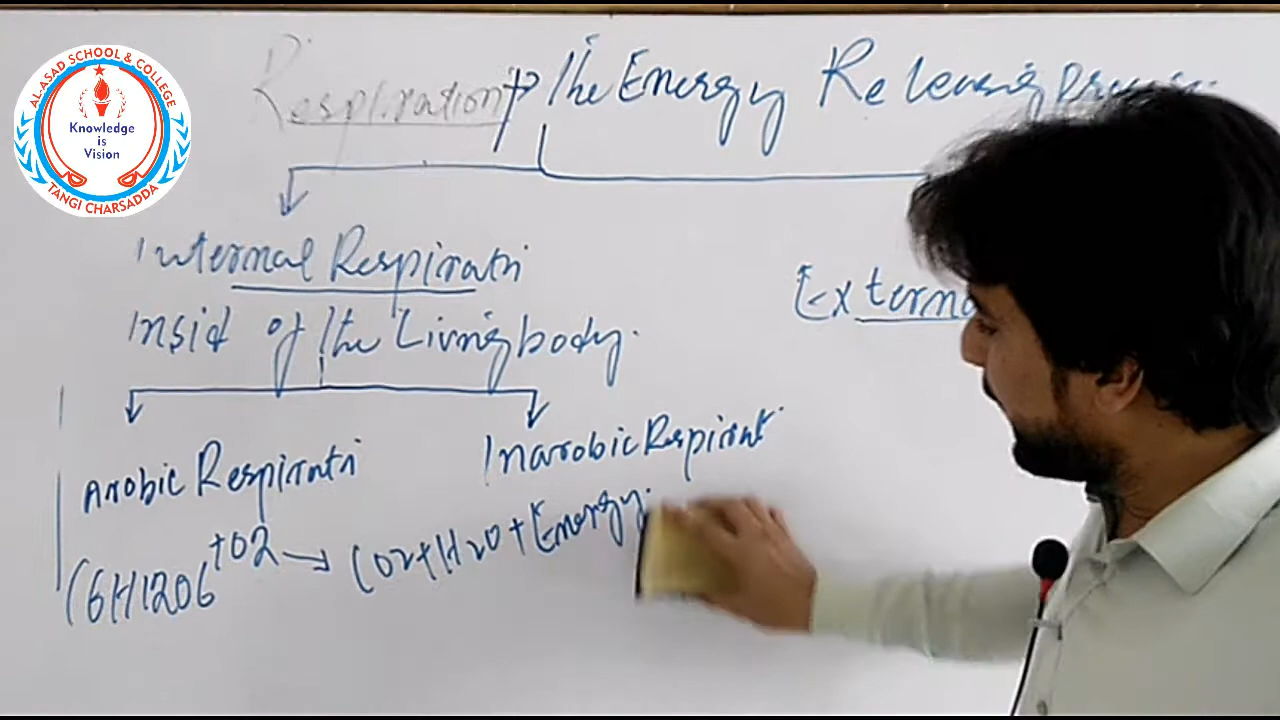 AL-ASAD SCHOOL & COLLEGE
Knowledge
is
Vision
TANGI CHARSADDA
Respiration → The Energy Releasing
Internal Respirati
Insid of the Living body.
External
Arobic Respirati
Inarobic Respirat
C6H12O6 + O2 → CO2 + H2O + Energy.